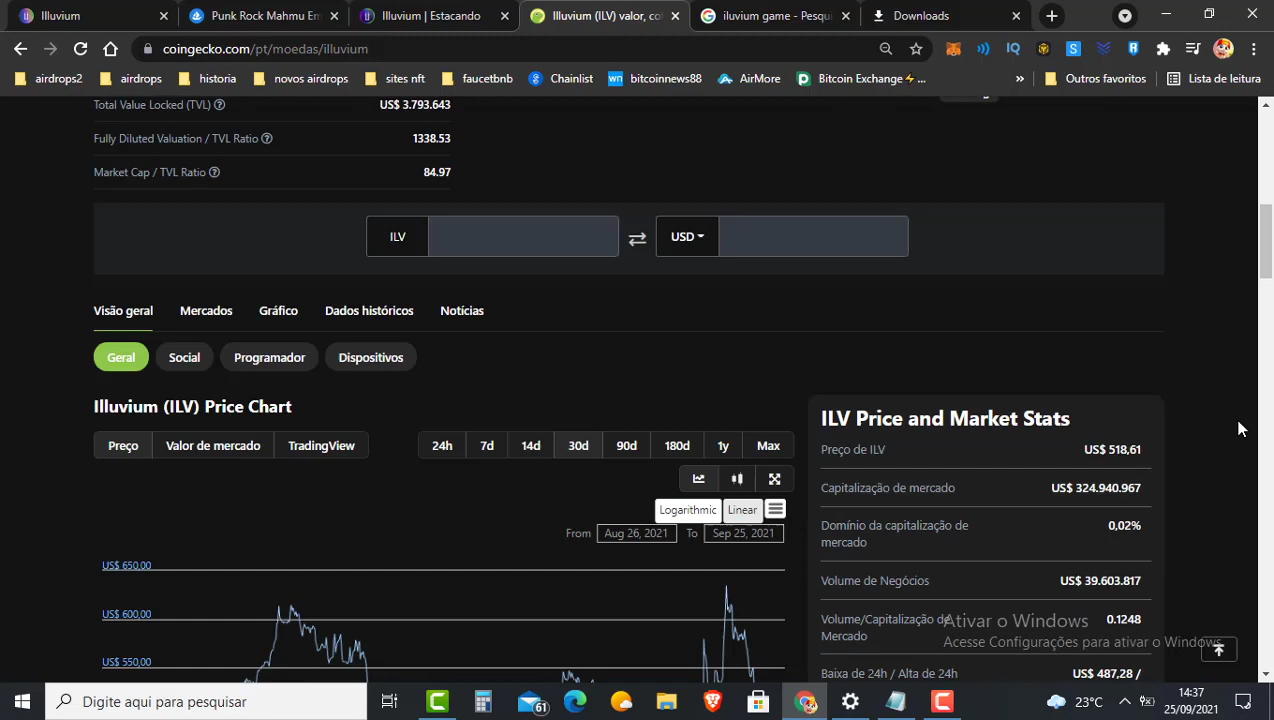 Illuvium
Punk Rock Mahmu Em
Illuvium | Estacando
Illuvium (ILV) valor, co
iluvium game - Pesqui
Downloads
coingecko.com/pt/moedas/illuvium
airdrops2
airdrops
historia
novos airdrops
sites nft
faucetbnb
Chainlist
bitcoinnews88
AirMore
Bitcoin Exchange⚡...
»
Outros favoritos
Lista de leitura
Total Value Locked (TVL) US$ 3.793.643
Fully Diluted Valuation / TVL Ratio 1338.53
Market Cap / TVL Ratio 84.97
ILV
USD
Visão geral Mercados Gráfico Dados históricos Notícias
Geral Social Programador Dispositivos
Illuvium (ILV) Price Chart
Preço Valor de mercado TradingView
24h 7d 14d 30d 90d 180d 1y Max
Logarithmic Linear
From Aug 26, 2021 To Sep 25, 2021
US$ 650,00
US$ 600,00
US$ 550,00
ILV Price and Market Stats
Preço de ILV US$ 518,61
Capitalização de mercado US$ 324.940.967
Domínio da capitalização de 0,02%
mercado
Volume de Negócios US$ 39.603.817
Volume/Capitalização de 0.1248
Mercado
Baixa de 24h / Alta de 24h US$ 487,28 /
Ativar o Windows
Acesse Configurações para ativar o Windows.
Digite aqui para pesquisar
61
23°C
14:37
25/09/2021